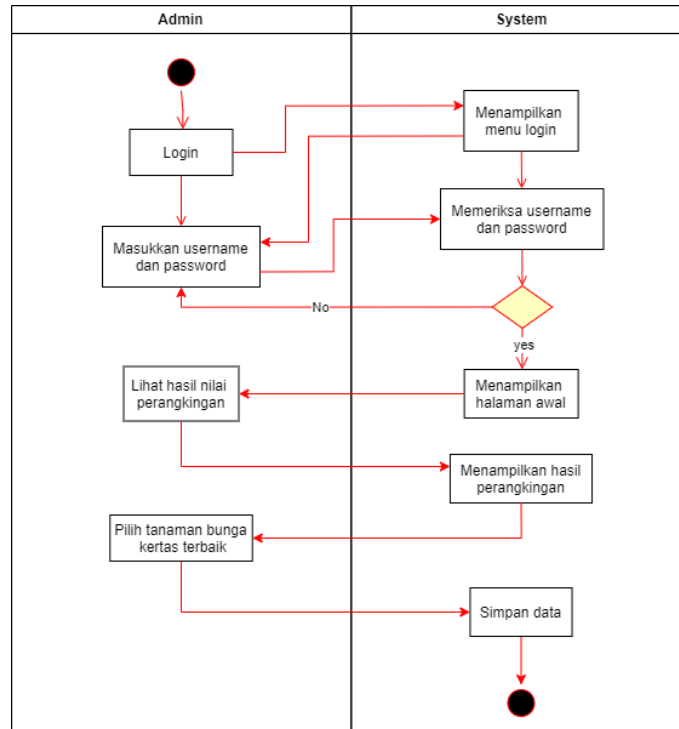 Admin
System
Menampilkan
menu login
Login
Memeriksa username
dan password
Masukkan username
dan password
No
yes
Lihat hasil nilai
perangkingan
Menampilkan
halaman awal
Menampilkan hasil
perangkingan
Pilih tanaman bunga
kertas terbaik
Simpan data